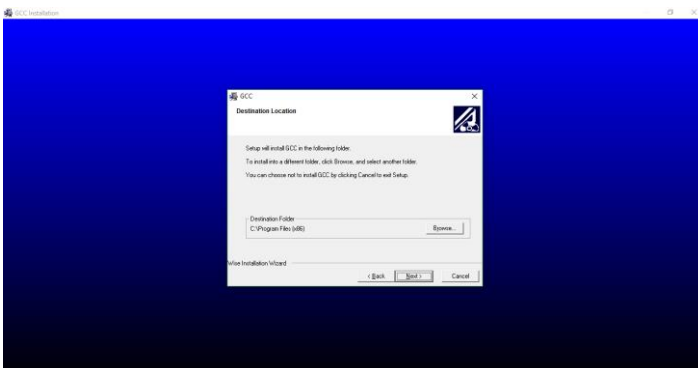 GCC Installation
GCC
Destination Location
Setup will install GCC in the following folder.
To install into a different folder, click Browse, and select another folder.
You can choose not to install GCC by clicking Cancel to exit Setup.
Destination Folder
C:\Program Files (x86)
Browse...
Wise Installation Wizard
< Back
Next >
Cancel